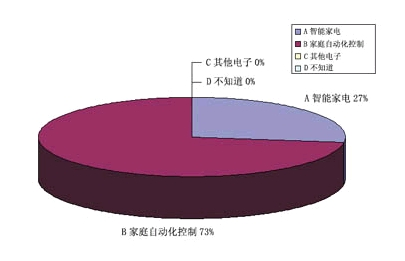 A 智能家电
B 家庭自动化控制
C 其他电子
D 不知道
C 其他电子 0%
D 不知道 0%
A 智能家电 27%
B 家庭自动化控制 73%